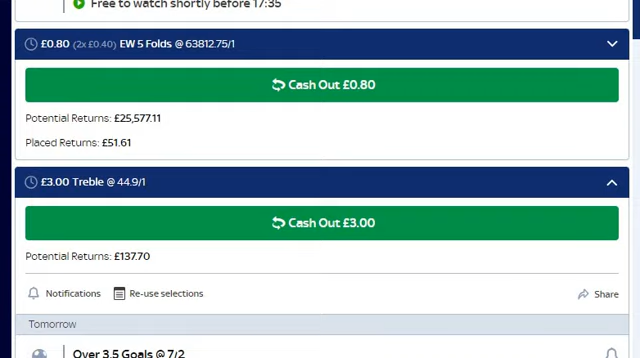 Free to watch shortly before 17:35
£0.80 (2x £0.40) EW 5 Folds @ 63812.75/1
Cash Out £0.80
Potential Returns: £25,577.11
Placed Returns: £51.61
£3.00 Treble @ 44.9/1
Cash Out £3.00
Potential Returns: £137.70
Notifications Re-use selections Share
Tomorrow
Over 3.5 Goals @ 7/2